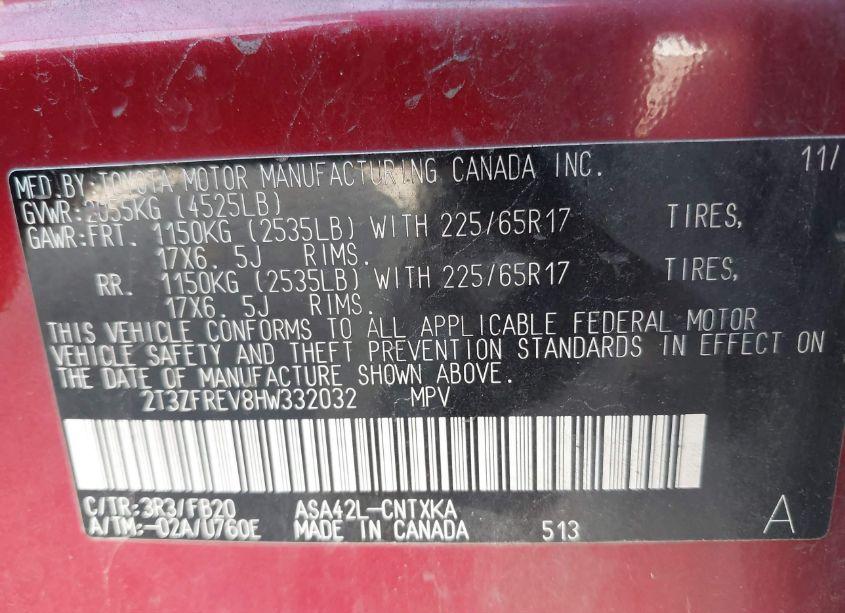 MFD.BY:TOYOTA MOTOR MANUFACTURING CANADA INC. 11/
GVWR:2055KG (4525LB)
GAWR:FRT. 1150KG (2535LB) WITH 225/65R17 TIRES,
17X6. 5J RIMS.
RR. 1150KG (2535LB) WITH 225/65R17 TIRES,
17X6. 5J RIMS.
THIS VEHICLE CONFORMS TO ALL APPLICABLE FEDERAL MOTOR
VEHICLE SAFETY AND THEFT PREVENTION STANDARDS IN EFFECT ON
THE DATE OF MANUFACTURE SHOWN ABOVE.
2T3ZFREV8HW332032 MPV
C/TR:3R3/FB20 ASA42L-CNTXKA
A/TM:-02A/U760E MADE IN CANADA 513 A